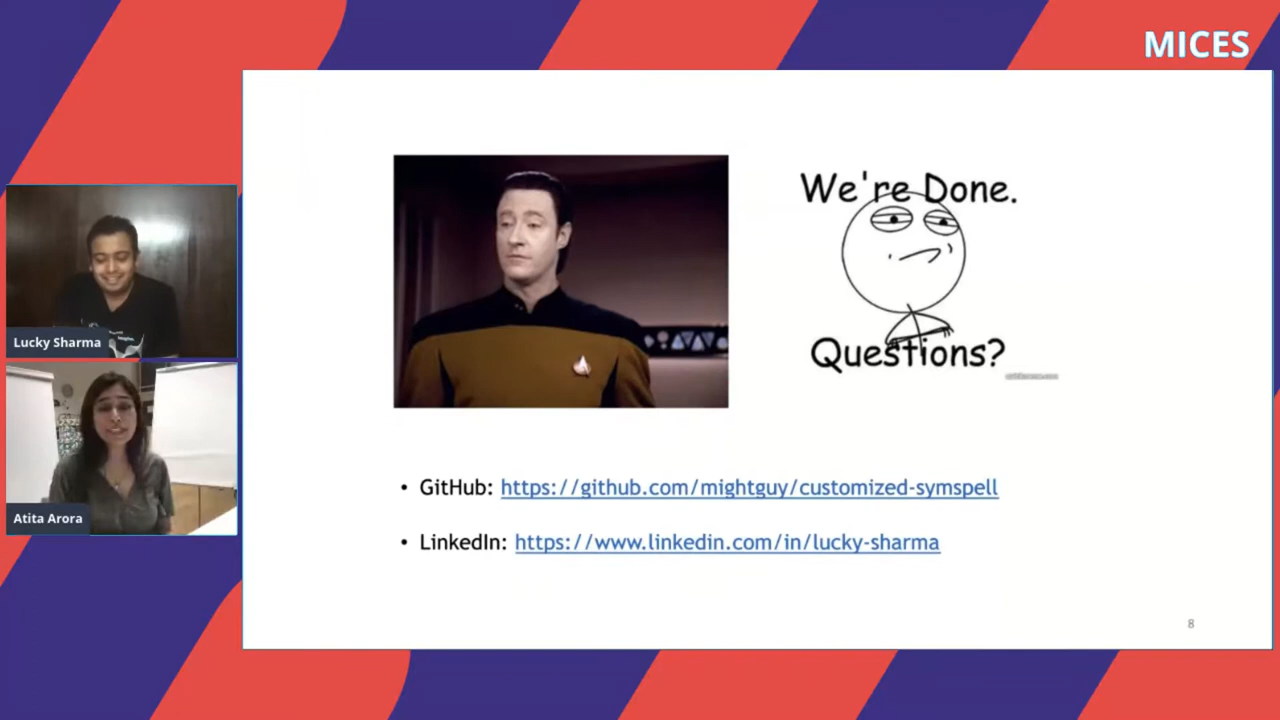 MICES
Lucky Sharma
Atita Arora
We're Done.
Questions?
• GitHub: https://github.com/mightguy/customized-symspell
• LinkedIn: https://www.linkedin.com/in/lucky-sharma
8